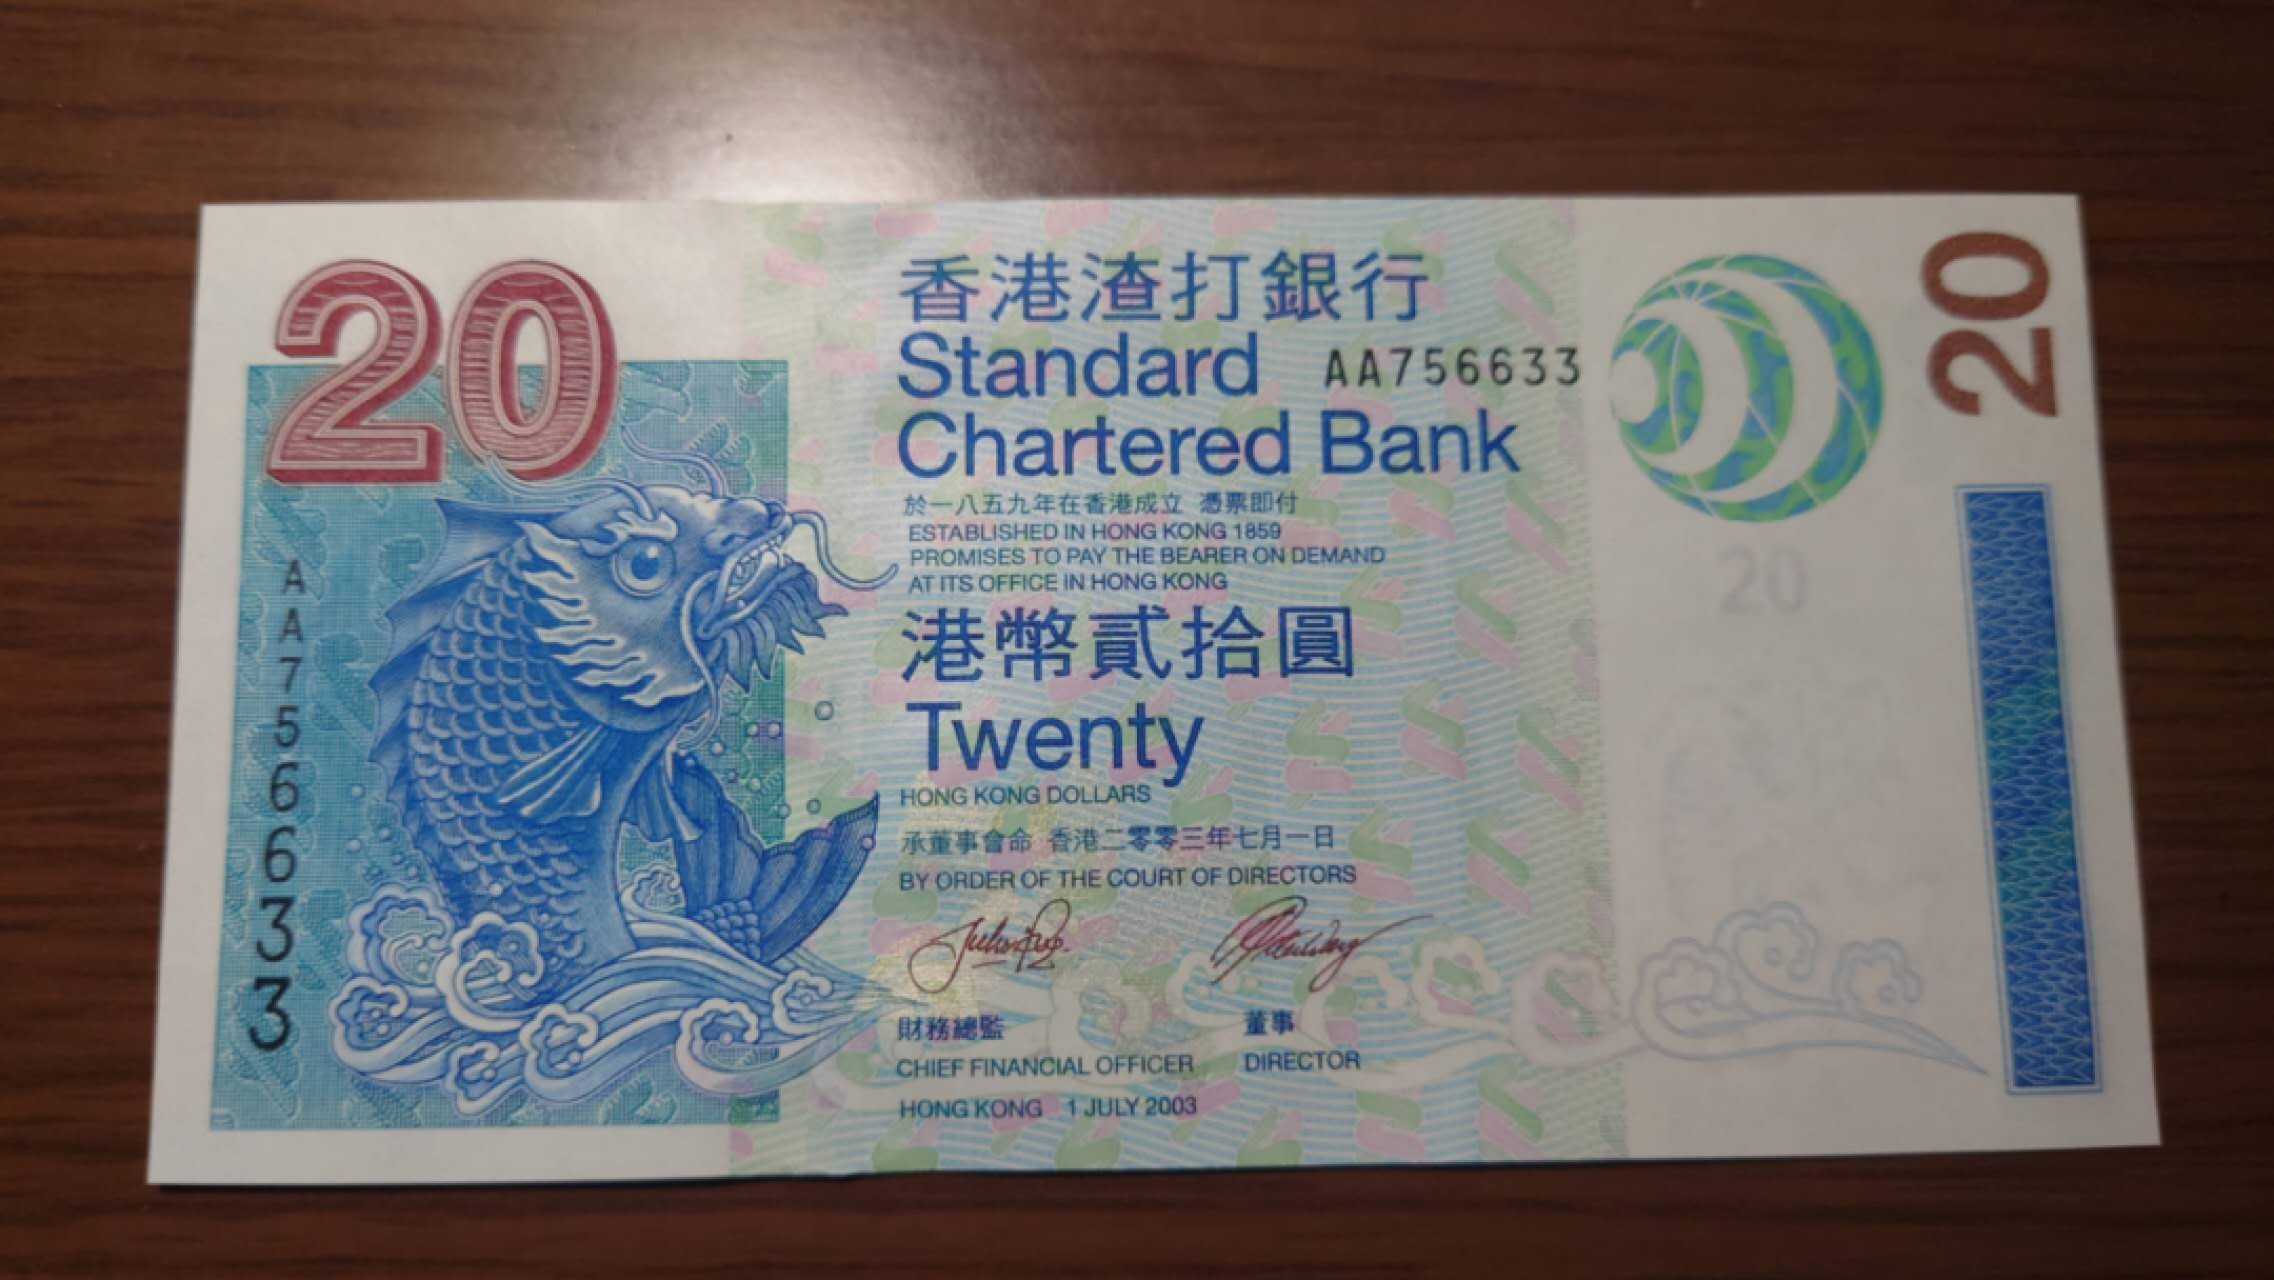 20
香港渣打銀行
Standard
AA756633
Chartered Bank
於一八五九年在香港成立 憑票即付
ESTABLISHED IN HONG KONG 1859
PROMISES TO PAY THE BEARER ON DEMAND
AT ITS OFFICE IN HONG KONG
港幣貳拾圓
Twenty
HONG KONG DOLLARS
承董事會命 香港二零零三年七月一日
BY ORDER OF THE COURT OF DIRECTORS
財務總監
CHIEF FINANCIAL OFFICER
董事
DIRECTOR
HONG KONG 1 JULY 2003
AA756633
20
20